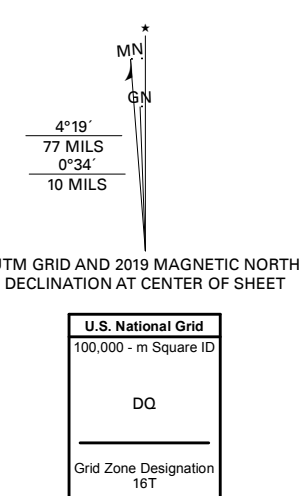 ★
MN
GN
4°19´
77 MILS
0°34´
10 MILS
UTM GRID AND 2019 MAGNETIC NORTH
DECLINATION AT CENTER OF SHEET
U.S. National Grid
100,000 - m Square ID
DQ
Grid Zone Designation
16T